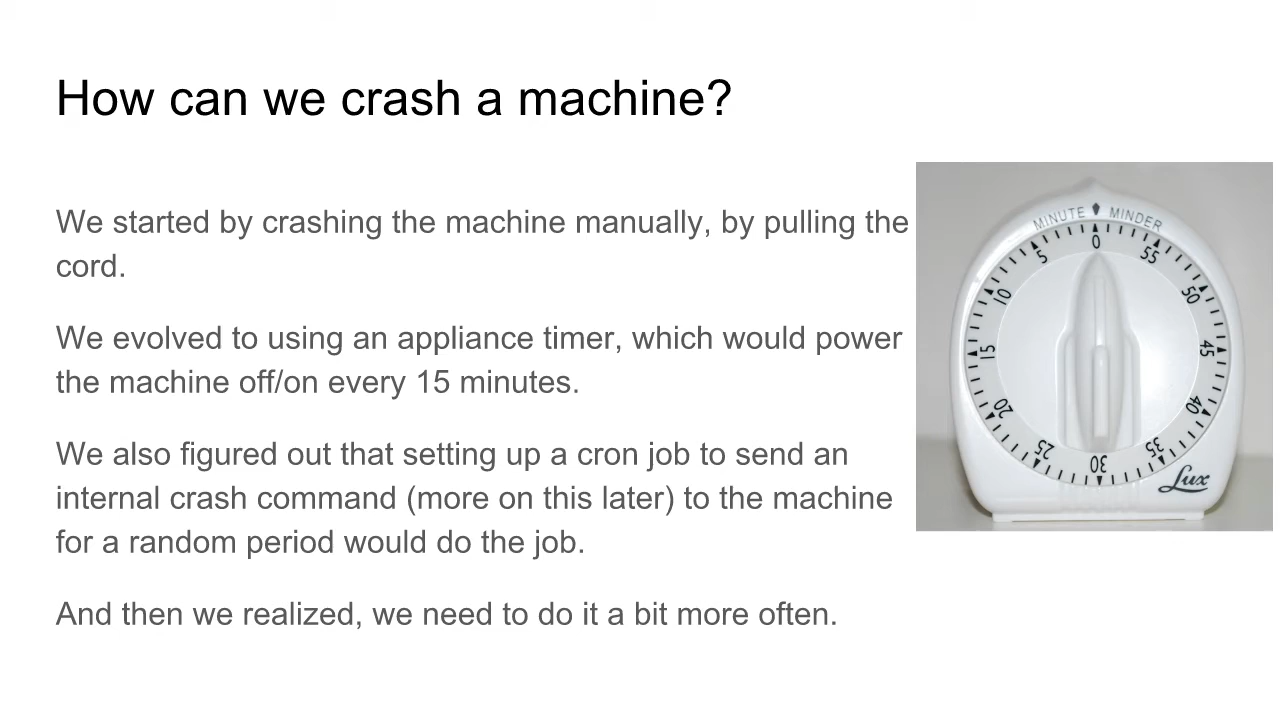 How can we crash a machine?
We started by crashing the machine manually, by pulling the
cord.
We evolved to using an appliance timer, which would power
the machine off/on every 15 minutes.
We also figured out that setting up a cron job to send an
internal crash command (more on this later) to the machine
for a random period would do the job.
And then we realized, we need to do it a bit more often.
MINUTE MINDER
0
55
50
45
40
35
30
25
20
15
10
5
Lux